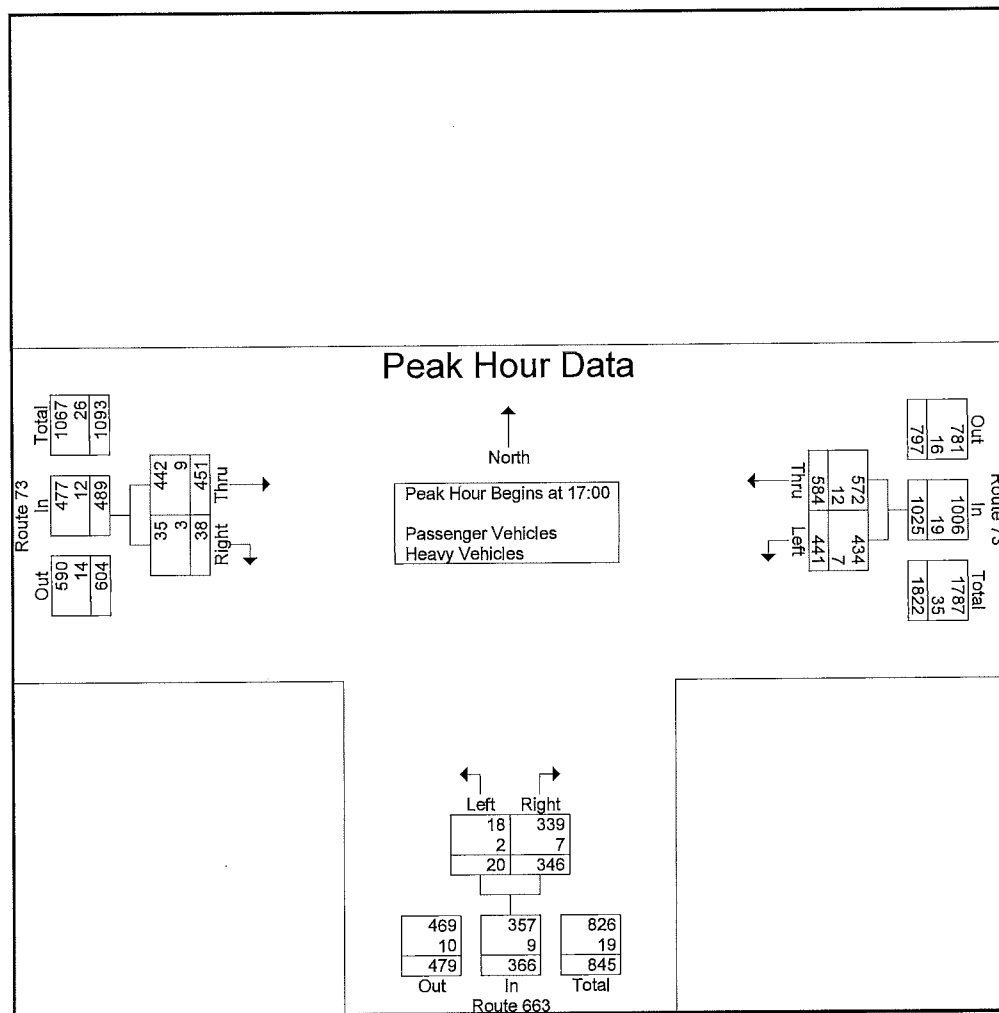 Peak Hour Data
North
Peak Hour Begins at 17:00
Passenger Vehicles
Heavy Vehicles
Route 73
Total
1067
26
1093
In
477
12
489
Out
590
14
604
Thru
442
9
451
Right
35
3
38
Route 73
Out
781
16
797
In
1006
19
1025
Total
1787
35
1822
Thru
572
12
584
Left
434
7
441
Left Right
18 339
2 7
20 346
469 357 826
10 9 19
479 366 845
Out In Total
Route 663